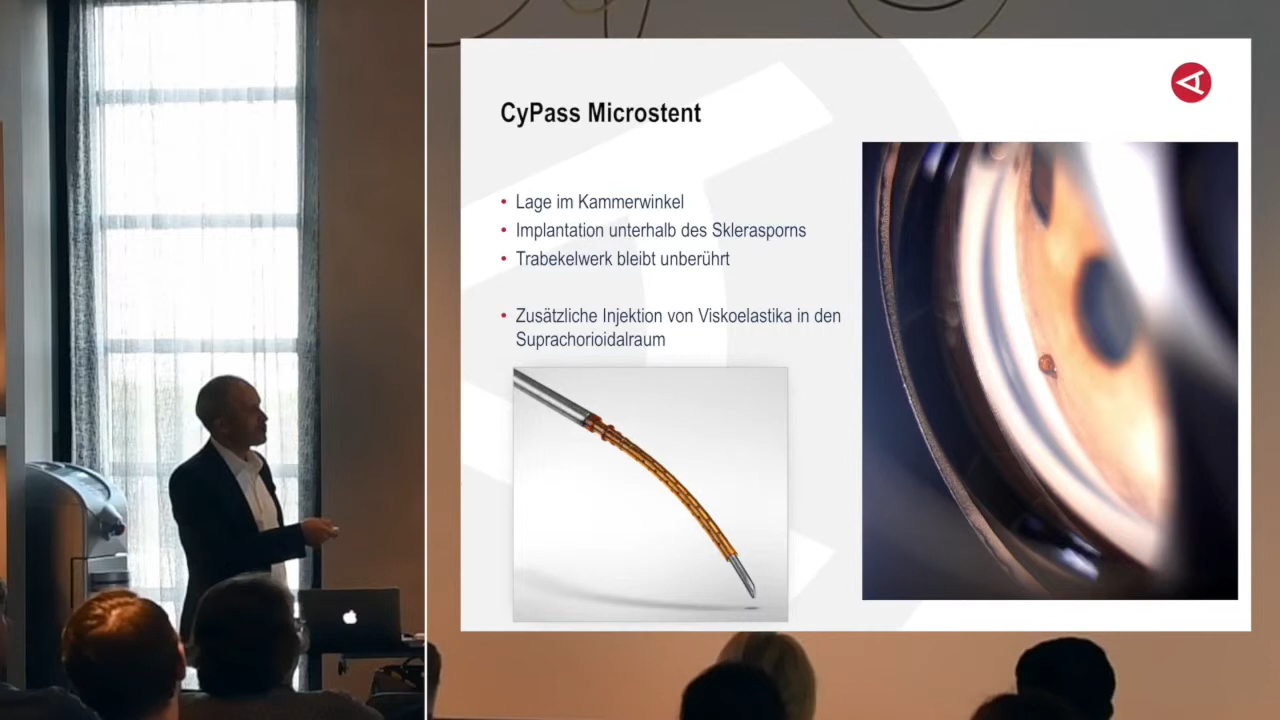 CyPass Microstent
• Lage im Kammerwinkel
• Implantation unterhalb des Sklerasporns
• Trabekelwerk bleibt unberührt
• Zusätzliche Injektion von Viskoelastika in den
Suprachorioidalraum